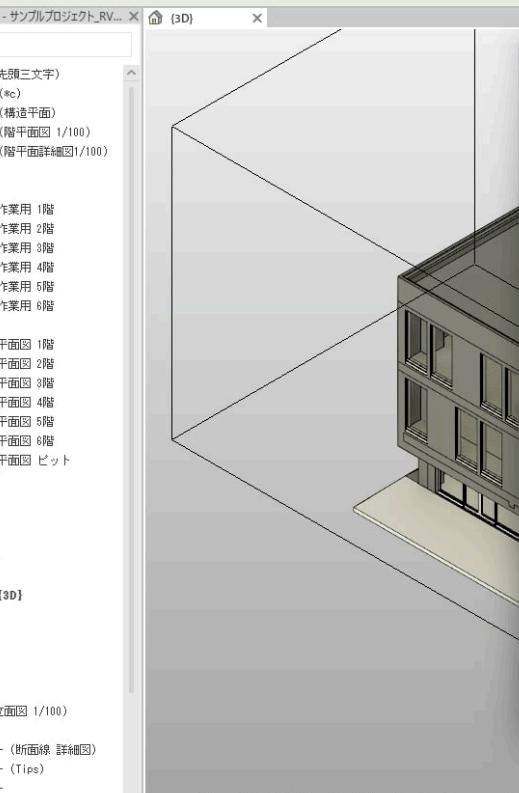 - サンプルプロジェクト_RV...
{3D}
先頭三文字)
(*c)
(構造平面)
(階平面図 1/100)
(階平面詳細図1/100)
作業用 1階
作業用 2階
作業用 3階
作業用 4階
作業用 5階
作業用 6階
平面図 1階
平面図 2階
平面図 3階
平面図 4階
平面図 5階
平面図 6階
平面図 ピット
{3D}
立面図 1/100)
- (断面線 詳細図)
- (Tips)